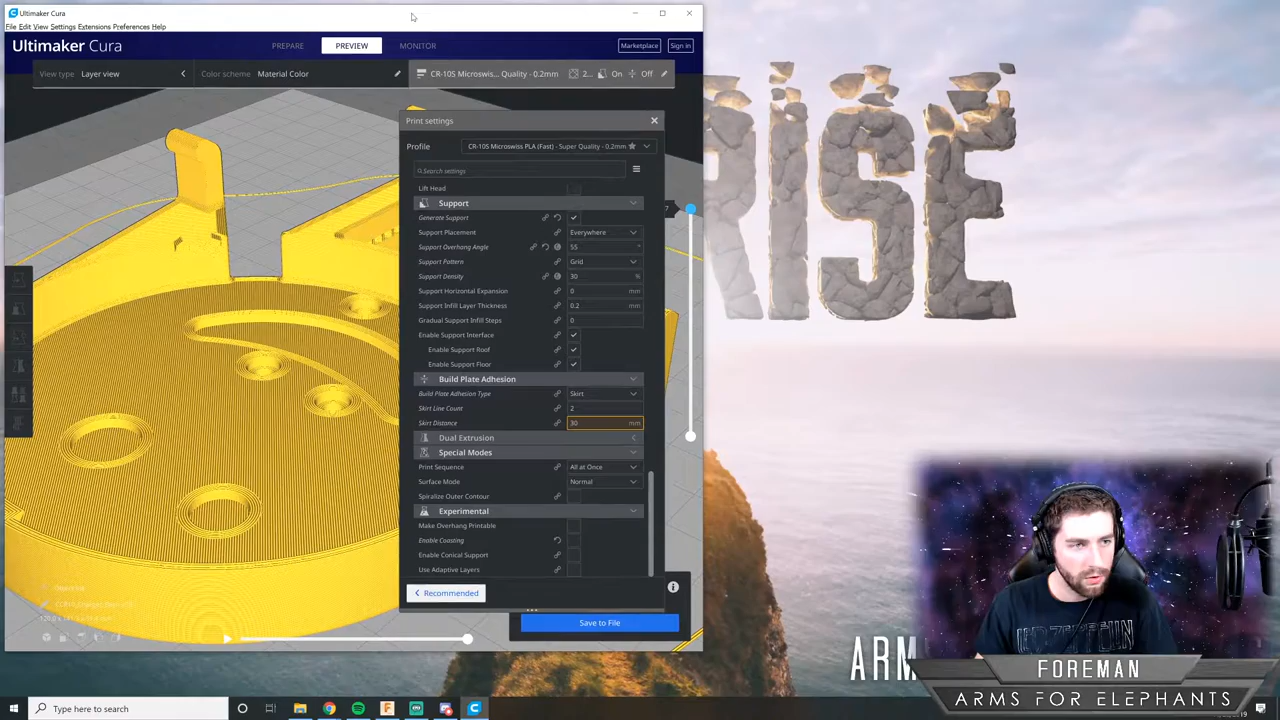 Ultimaker Cura
File Edit View Settings Extensions Preferences Help
Ultimaker Cura
PREPARE
PREVIEW
MONITOR
Marketplace
Sign in
View type Layer view
Color scheme Material Color
CR-10S Microswis... Quality - 0.2mm
2...
On
Off
Print settings
Profile
CR-10S Microswiss PLA (Fast) - Super Quality - 0.2mm
Search settings
Lift Head
7
Support
Generate Support
Support Placement Everywhere
Support Overhang Angle 55 °
Support Pattern Grid
Support Density 30 %
Support Horizontal Expansion 0 mm
Support Infill Layer Thickness 0.2 mm
Gradual Support Infill Steps 0
Enable Support Interface
Enable Support Roof
Enable Support Floor
Build Plate Adhesion
Build Plate Adhesion Type Skirt
Skirt Line Count 2
Skirt Distance 30 mm
Dual Extrusion
Special Modes
Print Sequence All at Once
Surface Mode Normal
Spiralize Outer Contour
Experimental
Make Overhang Printable
Enable Coasting
Enable Conical Support
Use Adaptive Layers
Recommended
Save to File
RISE
ARM
FOREMAN
ARMS FOR ELEPHANTS
Type here to search